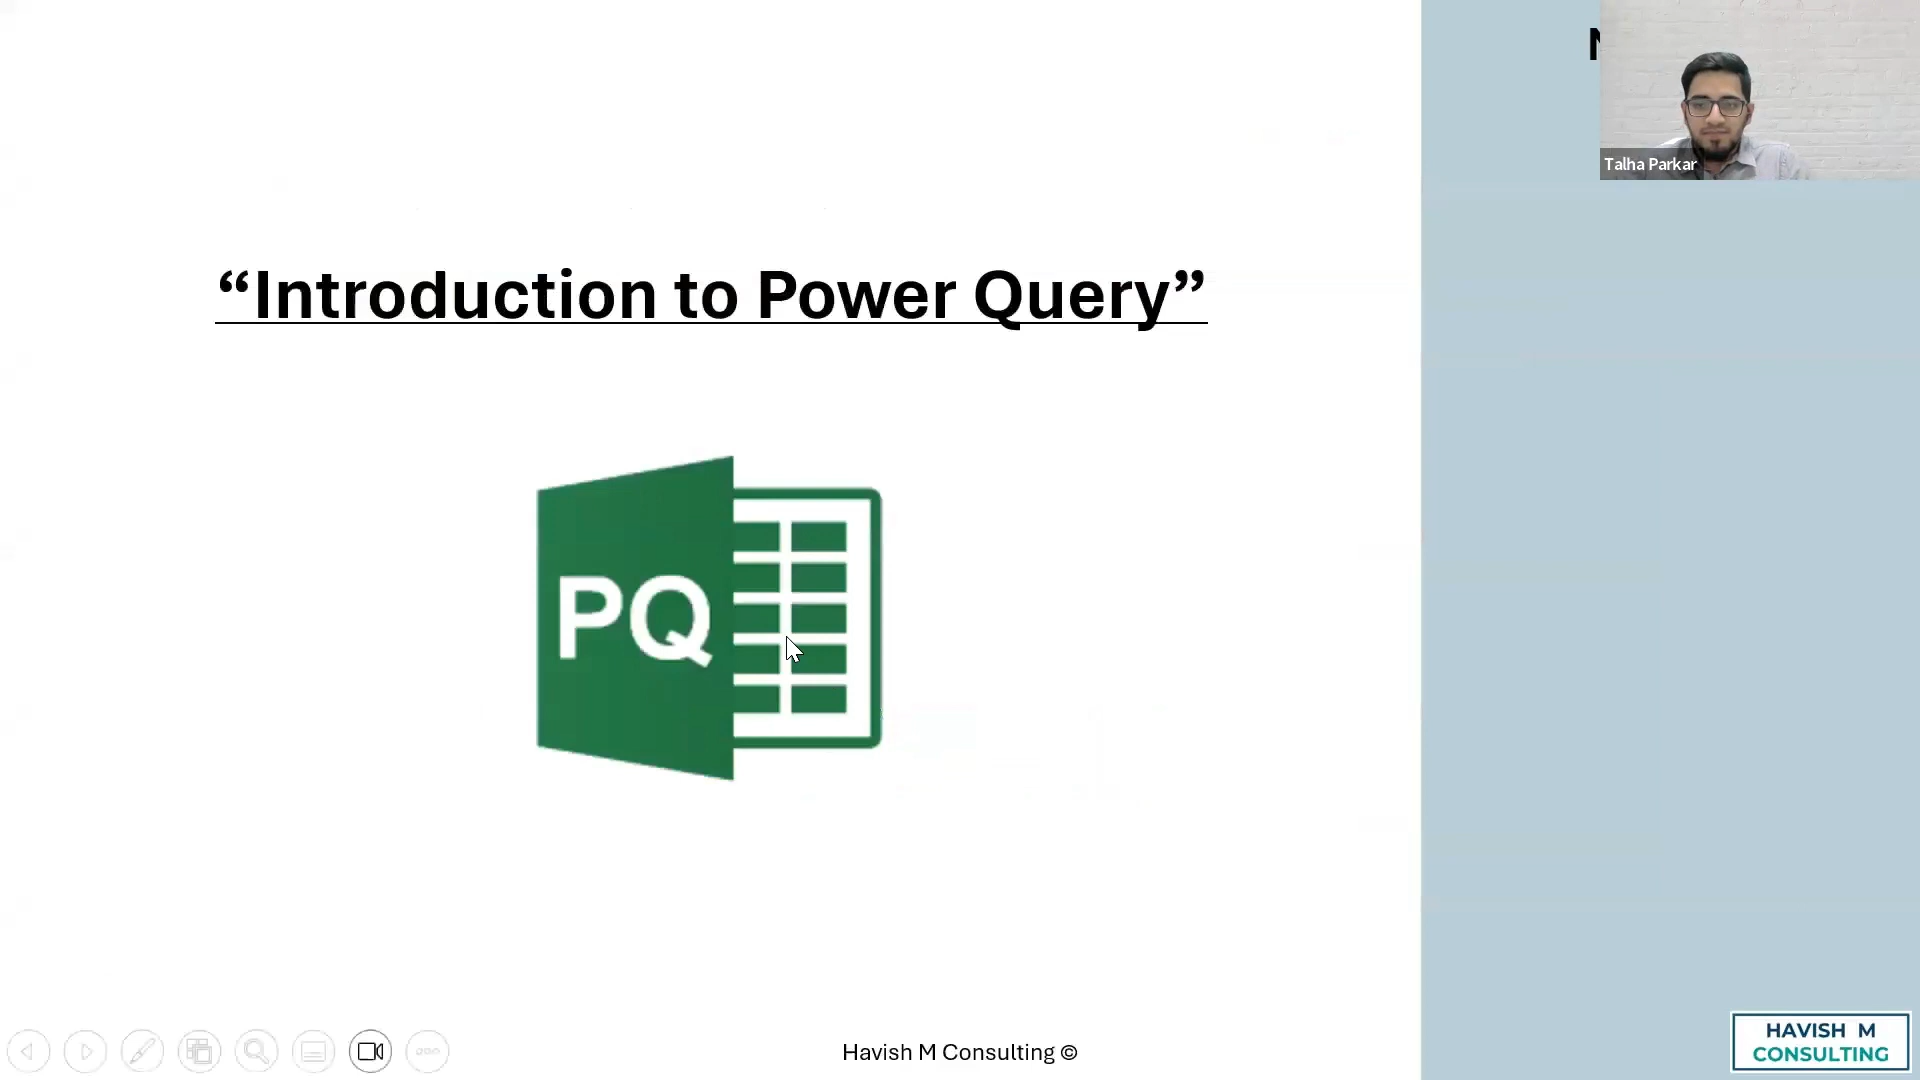 Talha Parkar
“Introduction to Power Query”
PQ
Havish M Consulting ©
HAVISH M
CONSULTING